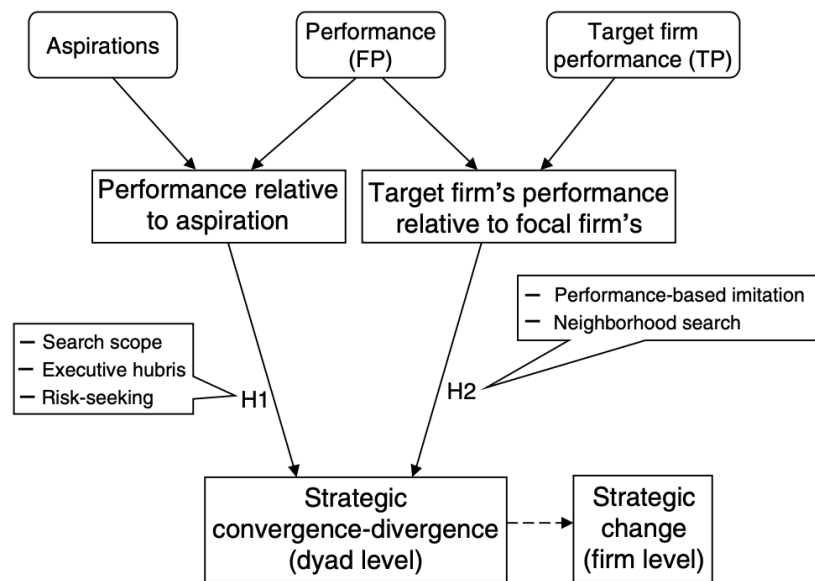 Aspirations
Performance
(FP)
Target firm
performance (TP)
Performance relative
to aspiration
Target firm's performance
relative to focal firm's
– Performance-based imitation
– Neighborhood search
– Search scope
– Executive hubris
– Risk-seeking
H1
H2
Strategic
convergence-divergence
(dyad level)
Strategic
change
(firm level)